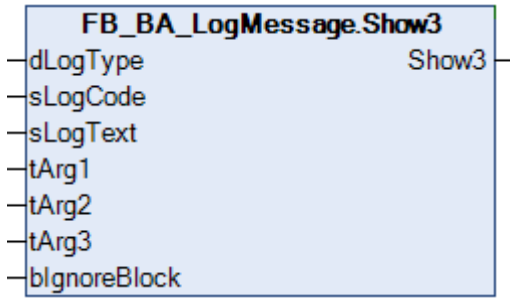 FB_BA_LogMessage.Show3
dLogType Show3
sLogCode
sLogText
tArg1
tArg2
tArg3
bIgnoreBlock